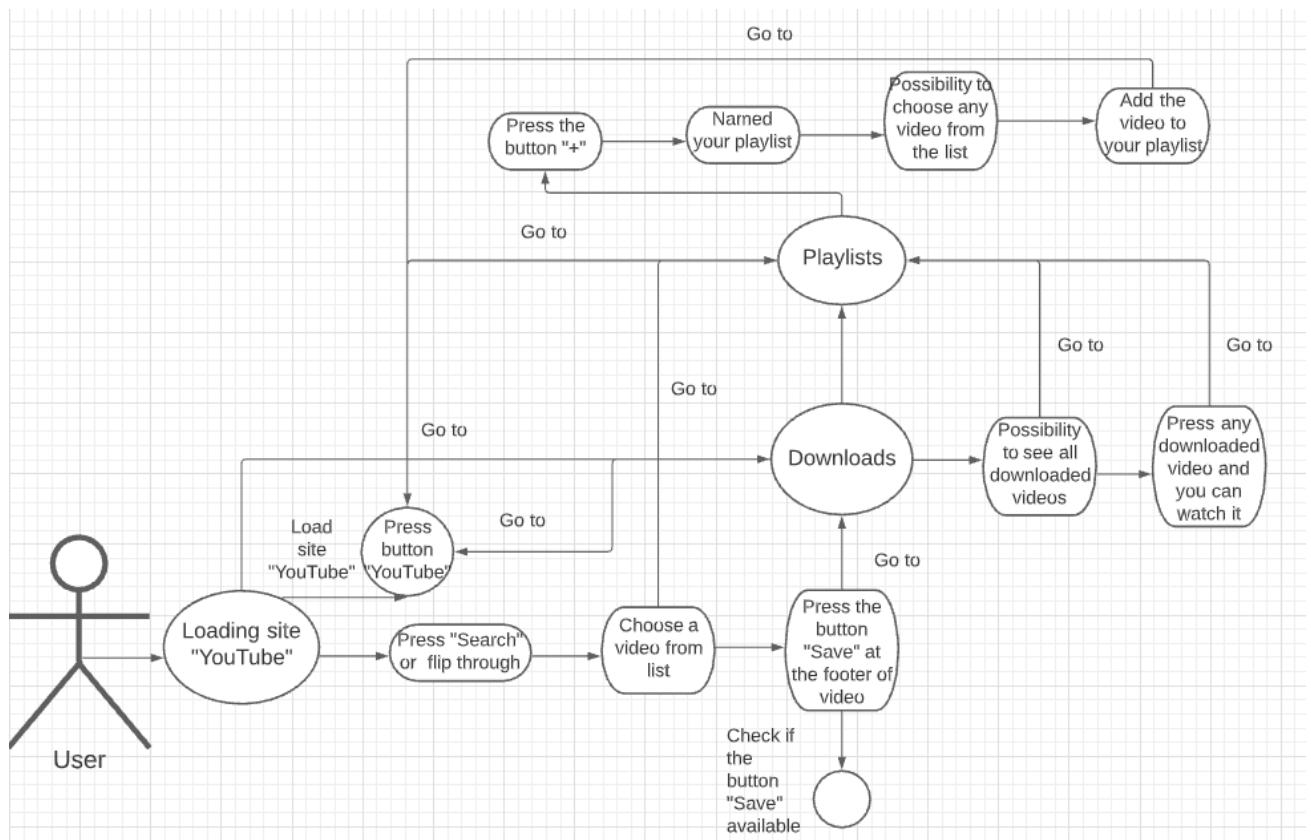 Go to
Press the
button "+"
Named
your playlist
Possibility to
choose any
video from
the list
Add the
video to
your playlist
Go to
Playlists
Go to
Go to
Go to
Go to
Downloads
Possibility
to see all
downloaded
videos
Press any
downloaded
video and
you can
watch it
Load
site
"YouTube"
Press
button
"YouTube"
Go to
Go to
Loading site
"YouTube"
Press "Search"
or flip through
Choose a
video from
list
Press the
button
"Save" at
the footer of
video
User
Check if
the
button
"Save"
available